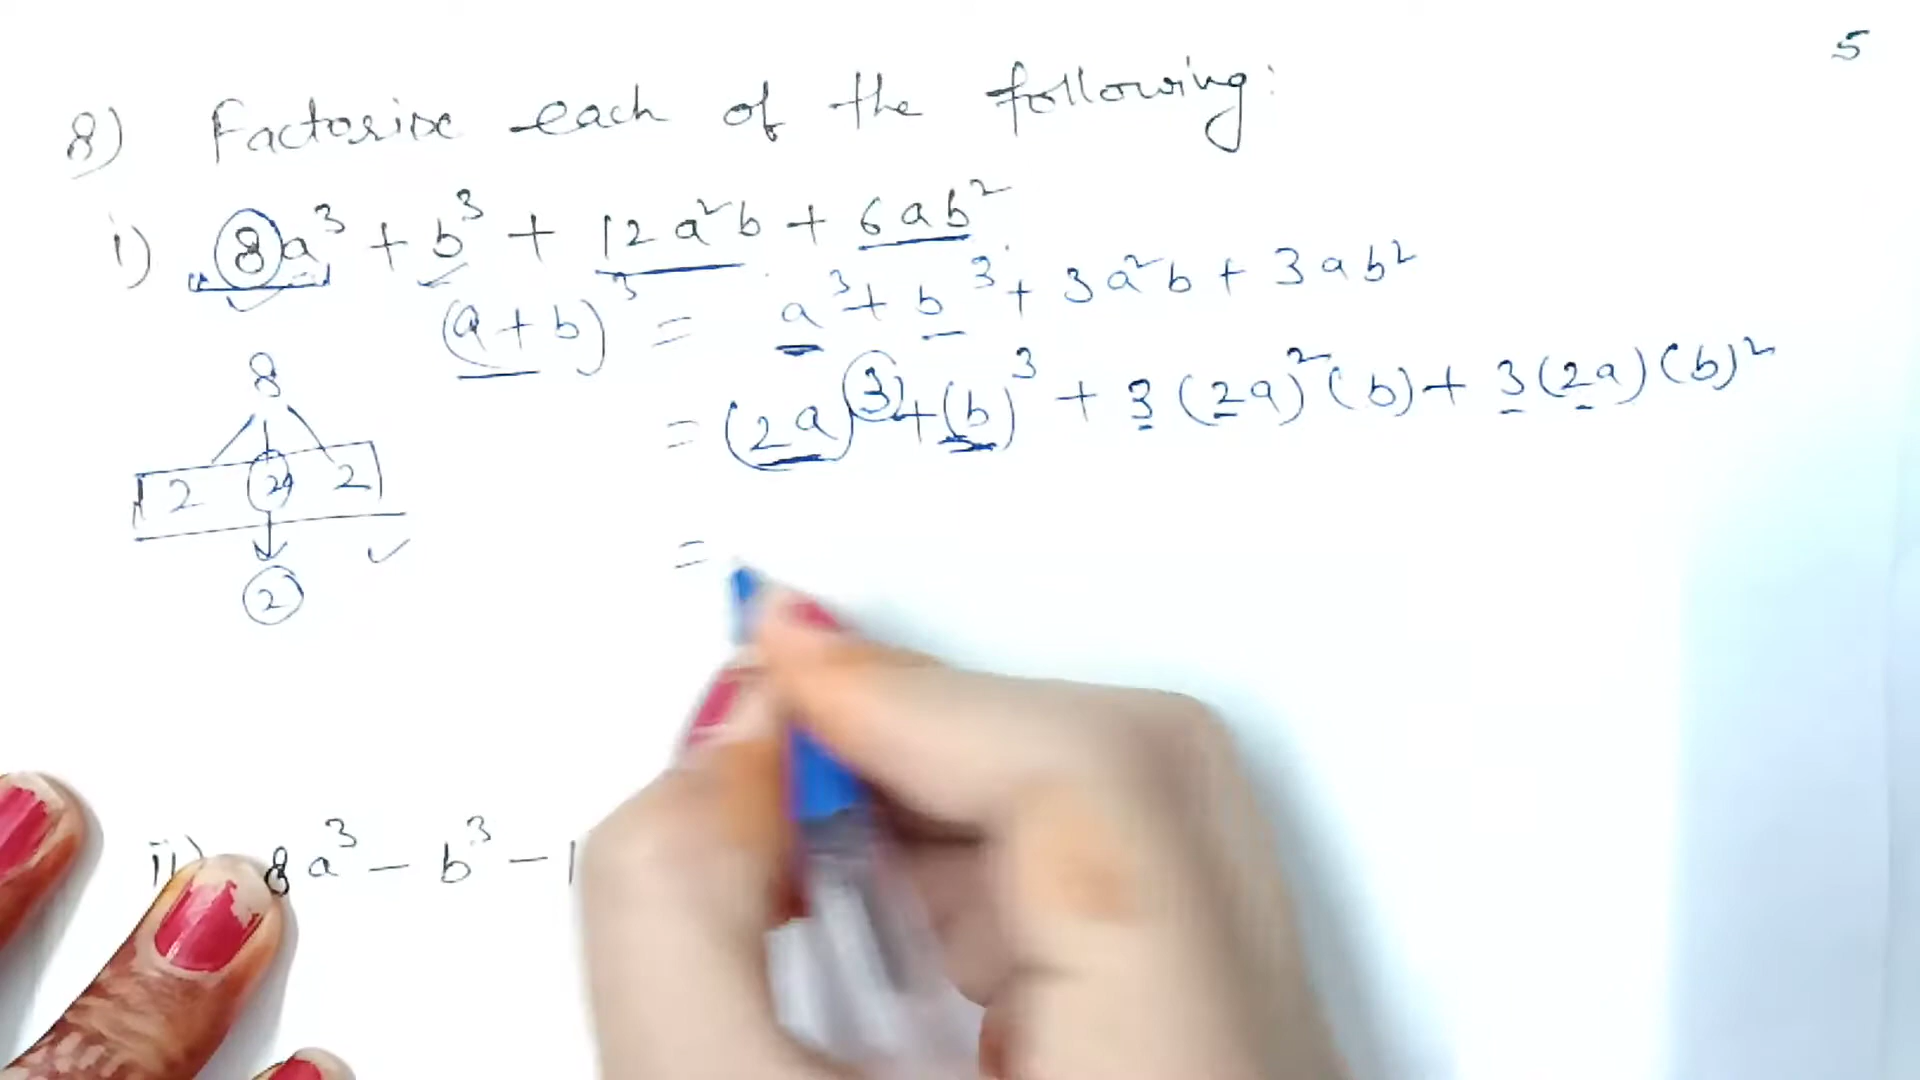 5
8) Factorise each of the following:
i) 8a³ + b³ + 12a²b + 6ab²
(a+b)³ = a³ + b³ + 3a²b + 3ab²
= (2a)³ + (b)³ + 3(2a)²(b) + 3(2a)(b)²
8
2 2
2
=
ii) 8a³ - b³ - 1